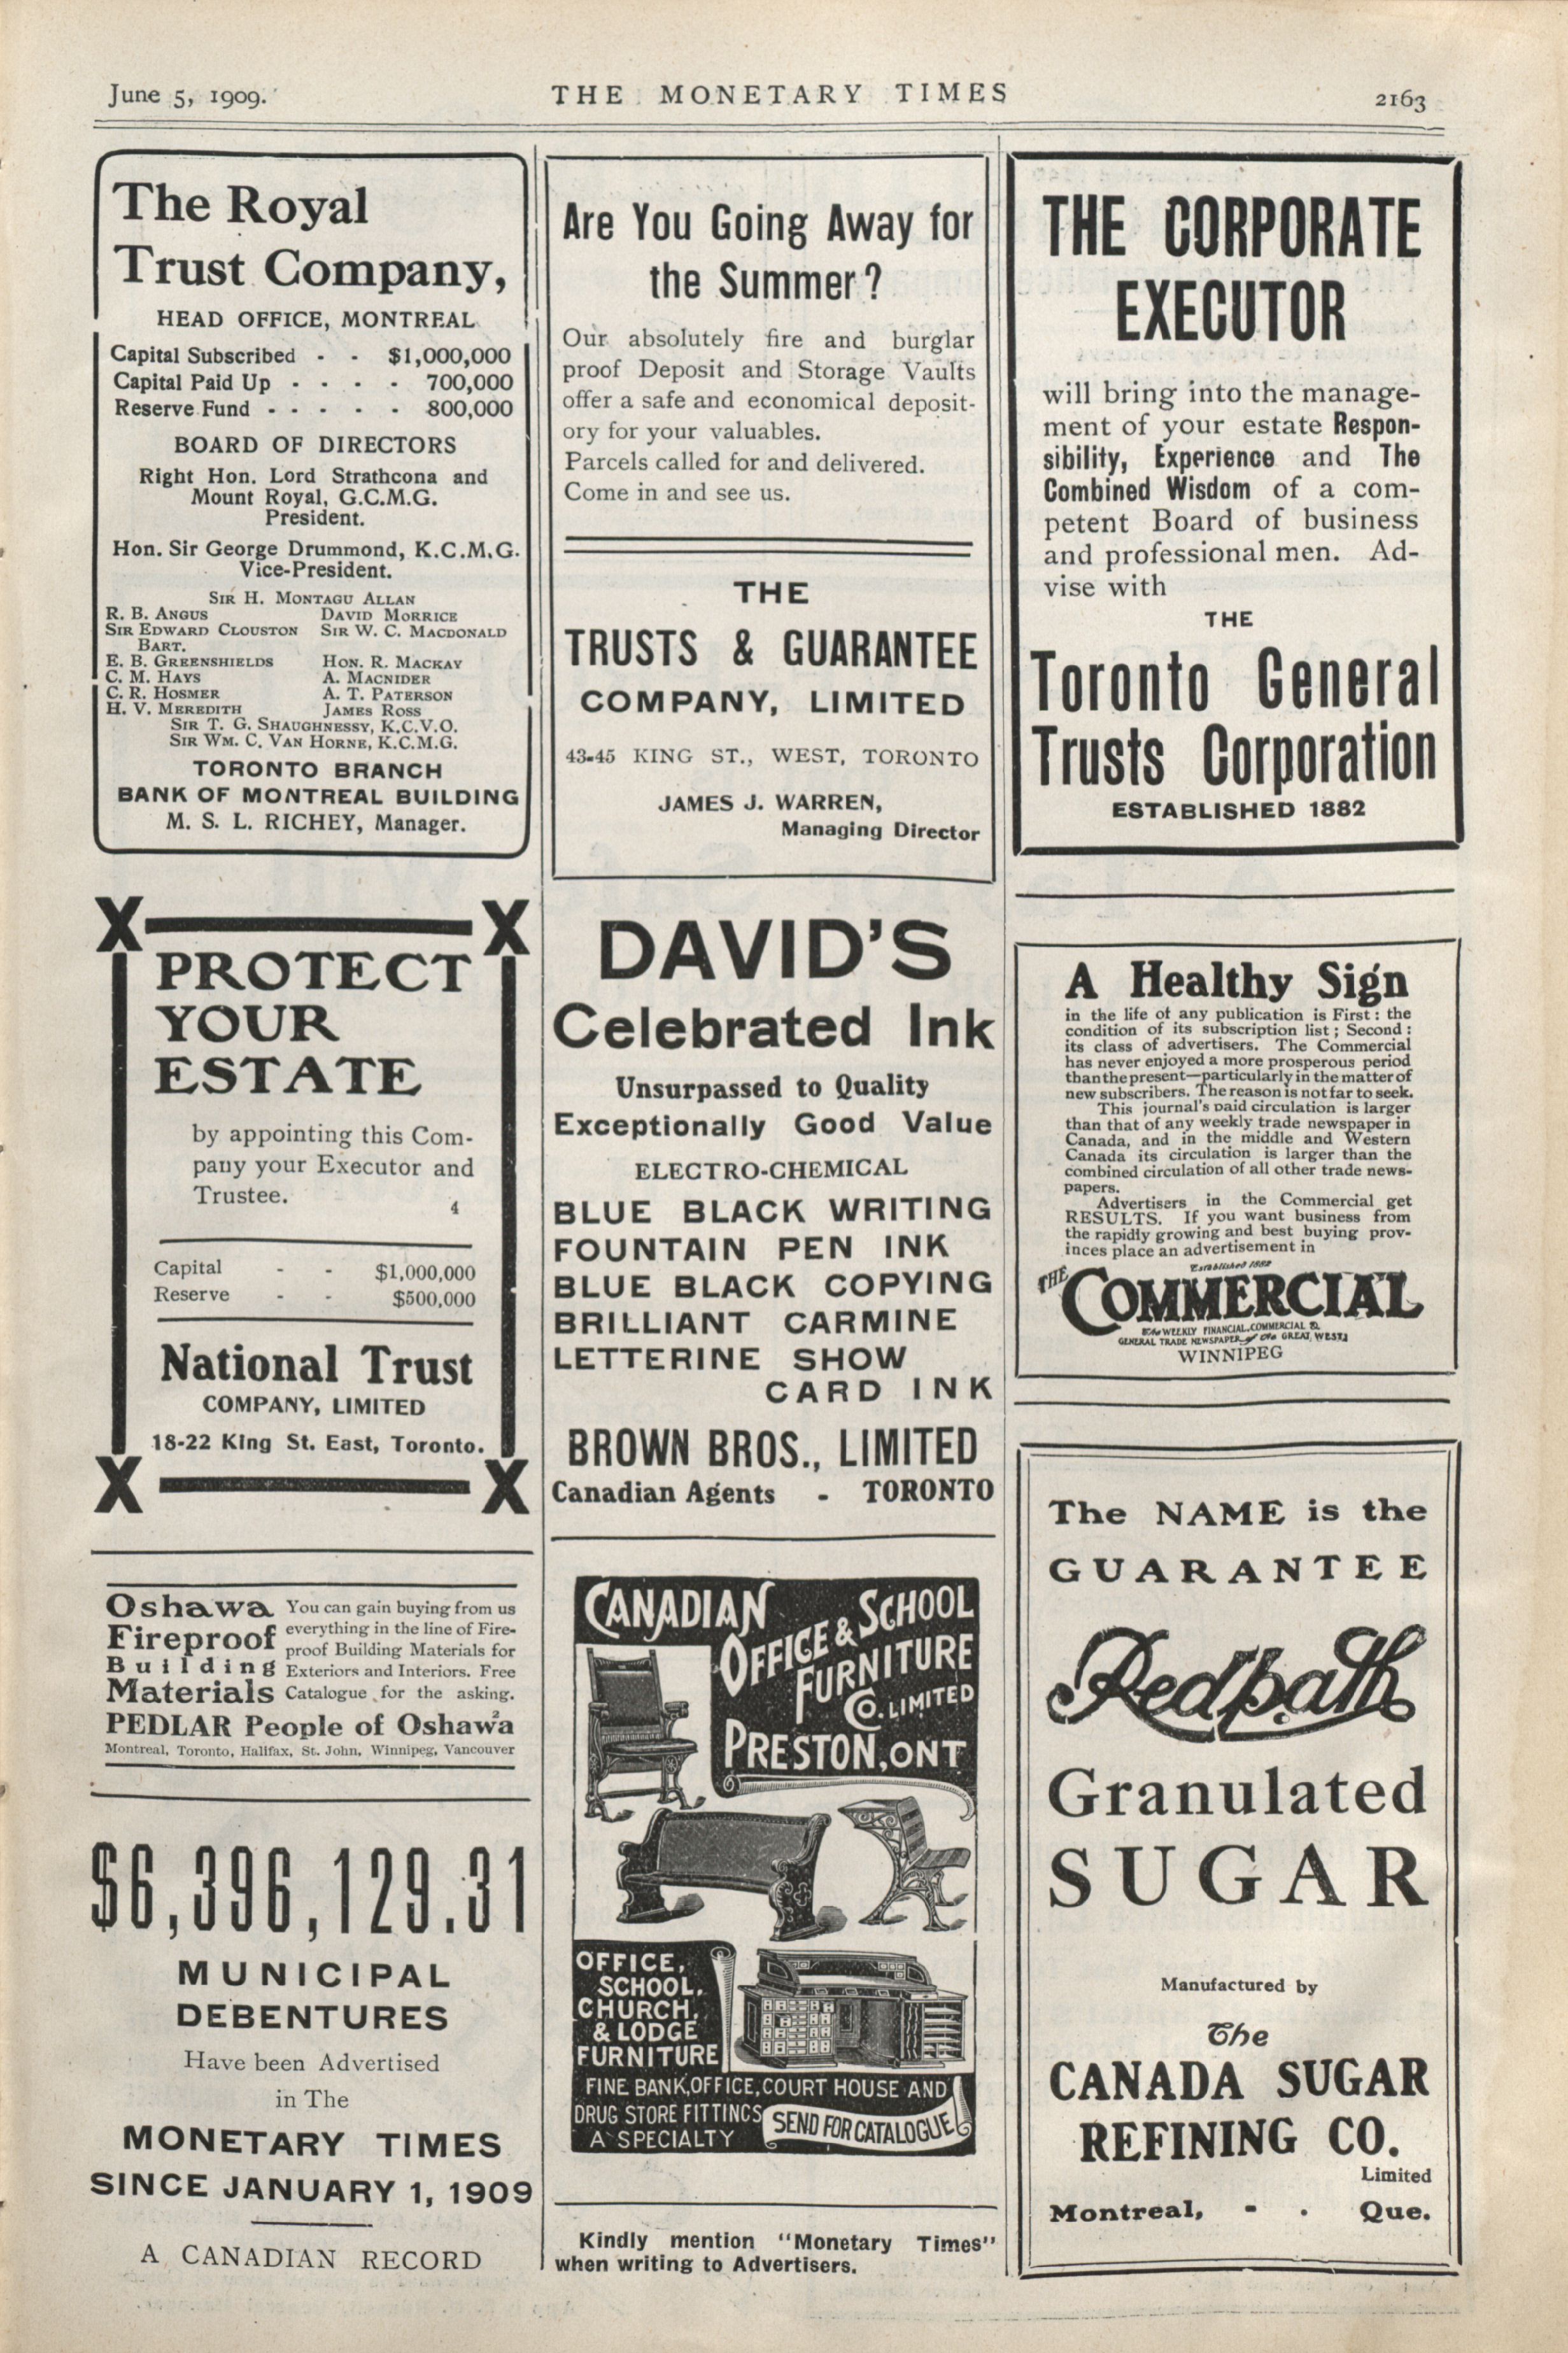 June 5, 1909.
THE MONETARY TIMES
2163
The Royal
Trust Company,
HEAD OFFICE, MONTREAL
Capital Subscribed - - $1,000,000
Capital Paid Up - - - - 700,000
Reserve Fund - - - - - 800,000
BOARD OF DIRECTORS
Right Hon. Lord Strathcona and
Mount Royal, G.C.M.G.
President.
Hon. Sir George Drummond, K.C.M.G.
Vice-President.
SIR H. MONTAGU ALLAN
R. B. ANGUS DAVID MORRICE
SIR EDWARD CLOUSTON SIR W. C. MACDONALD
BART.
E. B. GREENSHIELDS HON. R. MACKAY
C. M. HAYS A. MACNIDER
C. R. HOSMER A. T. PATERSON
H. V. MEREDITH JAMES ROSS
SIR T. G. SHAUGHNESSY, K.C.V.O.
SIR WM. C. VAN HORNE, K.C.M.G.
TORONTO BRANCH
BANK OF MONTREAL BUILDING
M. S. L. RICHEY, Manager.
X X
PROTECT
YOUR
ESTATE
by appointing this Com-
pany your Executor and
Trustee.
4
Capital - - $1,000,000
Reserve - - $500,000
National Trust
COMPANY, LIMITED
18-22 King St. East, Toronto.
X X
Oshawa
Fireproof
Building
Materials
You can gain buying from us
everything in the line of Fire-
proof Building Materials for
Exteriors and Interiors. Free
Catalogue for the asking.
2
PEDLAR People of Oshawa
Montreal, Toronto, Halifax, St. John, Winnipeg, Vancouver
$6,396,129.31
MUNICIPAL
DEBENTURES
Have been Advertised
in The
MONETARY TIMES
SINCE JANUARY 1, 1909
A CANADIAN RECORD
Are You Going Away for
the Summer?
Our absolutely fire and burglar
proof Deposit and Storage Vaults
offer a safe and economical deposit-
ory for your valuables.
Parcels called for and delivered.
Come in and see us.
THE
TRUSTS & GUARANTEE
COMPANY, LIMITED
43-45 KING ST., WEST, TORONTO
JAMES J. WARREN,
Managing Director
DAVID'S
Celebrated Ink
Unsurpassed to Quality
Exceptionally Good Value
ELECTRO-CHEMICAL
BLUE BLACK WRITING
FOUNTAIN PEN INK
BLUE BLACK COPYING
BRILLIANT CARMINE
LETTERINE SHOW
CARD INK
BROWN BROS., LIMITED
Canadian Agents - TORONTO
CANADIAN
OFFICE & SCHOOL
FURNITURE
CO. LIMITED
PRESTON, ONT
OFFICE,
SCHOOL,
CHURCH,
& LODGE
FURNITURE
FINE BANK, OFFICE, COURT HOUSE AND
DRUG STORE FITTINGS
A SPECIALTY
SEND FOR CATALOGUE
Kindly mention "Monetary Times"
when writing to Advertisers.
THE CORPORATE
EXECUTOR
will bring into the manage-
ment of your estate Respon-
sibility, Experience and The
Combined Wisdom of a com-
petent Board of business
and professional men. Ad-
vise with
THE
Toronto General
Trusts Corporation
ESTABLISHED 1882
A Healthy Sign
in the life of any publication is First: the
condition of its subscription list; Second:
its class of advertisers. The Commercial
has never enjoyed a more prosperous period
than the present—particularly in the matter of
new subscribers. The reason is not far to seek.
This journal's paid circulation is larger
than that of any weekly trade newspaper in
Canada, and in the middle and Western
Canada its circulation is larger than the
combined circulation of all other trade news-
papers.
Advertisers in the Commercial get
RESULTS. If you want business from
the rapidly growing and best buying prov-
inces place an advertisement in
Established 1882
THE COMMERCIAL
The WEEKLY FINANCIAL, COMMERCIAL &
GENERAL TRADE NEWSPAPER of the GREAT WEST
WINNIPEG
The NAME is the
GUARANTEE
Redpath
Granulated
SUGAR
Manufactured by
The
CANADA SUGAR
REFINING CO.
Limited
Montreal, - . Que.